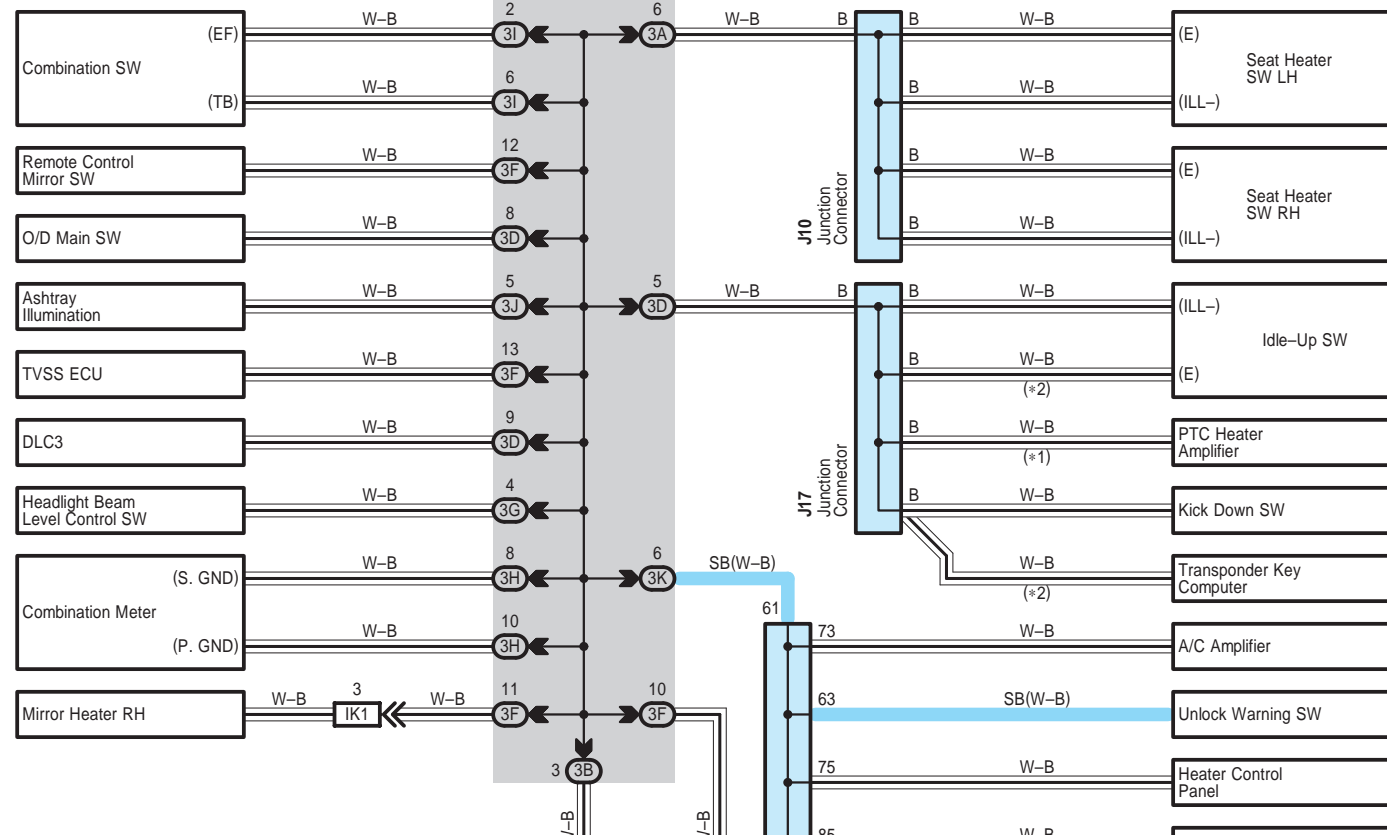 2
6
W–B
(EF)
3I
3A
W–B
B
B
W–B
(E)
Combination SW
Seat Heater
SW LH
6
(TB)
W–B
3I
B
W–B
(ILL–)
12
Remote Control
Mirror SW
W–B
3F
B
W–B
(E)
Seat Heater
SW RH
8
O/D Main SW
W–B
3D
B
W–B
(ILL–)
J10
Junction
Connector
5
5
Ashtray
Illumination
W–B
3J
3D
W–B
B
B
W–B
(ILL–)
Idle–Up SW
13
TVSS ECU
W–B
3F
B
W–B
(∗2)
(E)
9
DLC3
W–B
3D
B
W–B
(∗1)
PTC Heater
Amplifier
J17
Junction
Connector
4
Headlight Beam
Level Control SW
W–B
3G
B
W–B
Kick Down SW
8
6
(S. GND)
W–B
3H
3K
SB(W–B)
W–B
(∗2)
Transponder Key
Computer
Combination Meter
61
10
(P. GND)
W–B
3H
73
W–B
A/C Amplifier
11
10
Mirror Heater RH
W–B
3
IK1
W–B
3F
3F
63
SB(W–B)
Unlock Warning SW
3
3B
75
W–B
Heater Control
Panel
85
W–B